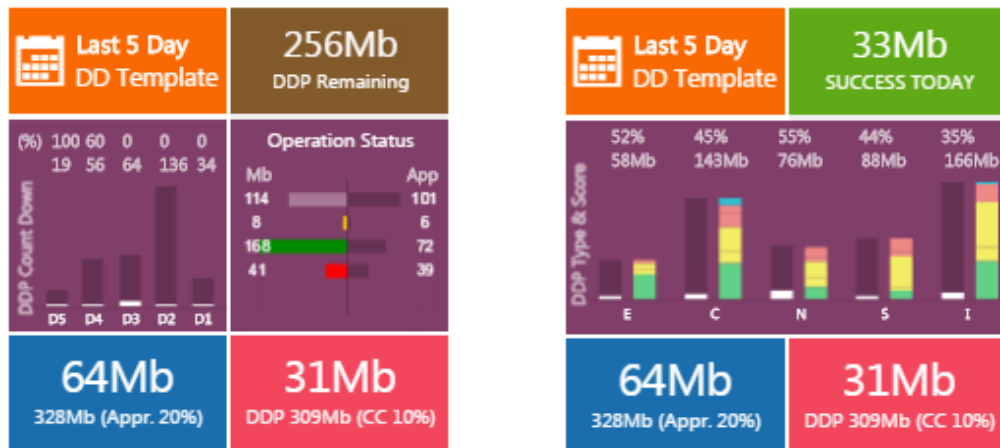 Last 5 Day
DD Template
256Mb
DDP Remaining
(%) 100 60 0 0 0
19 56 64 136 34
DDP Count Down
D5 D4 D3 D2 D1
Operation Status
Mb App
114 101
8 6
168 72
41 39
64Mb
328Mb (Appr. 20%)
31Mb
DDP 309Mb (CC 10%)
Last 5 Day
DD Template
33Mb
SUCCESS TODAY
52% 45% 55% 44% 35%
58Mb 143Mb 76Mb 88Mb 166Mb
DDP Type & Score
E C N S I
64Mb
328Mb (Appr. 20%)
31Mb
DDP 309Mb (CC 10%)